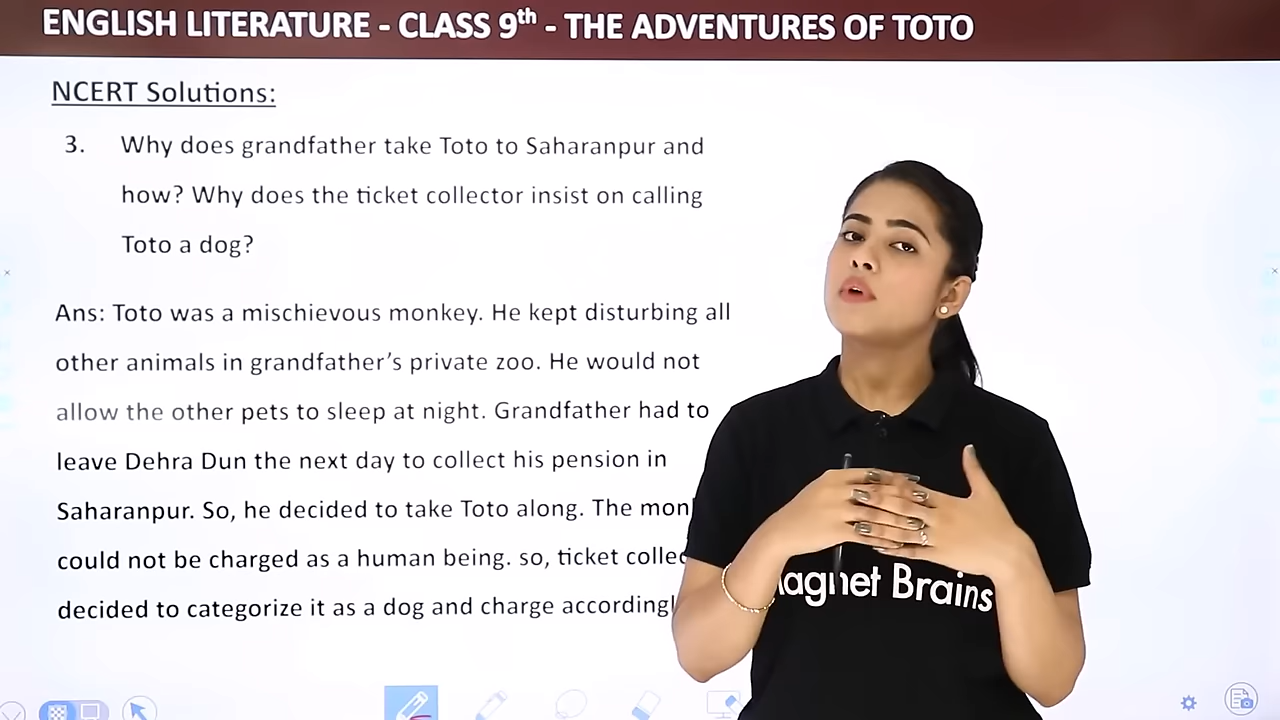 ENGLISH LITERATURE - CLASS 9th - THE ADVENTURES OF TOTO
NCERT Solutions:
3. Why does grandfather take Toto to Saharanpur and
how? Why does the ticket collector insist on calling
Toto a dog?
Ans: Toto was a mischievous monkey. He kept disturbing all
other animals in grandfather's private zoo. He would not
allow the other pets to sleep at night. Grandfather had to
leave Dehra Dun the next day to collect his pension in
Saharanpur. So, he decided to take Toto along. The
could not be charged as a human being. so, ticket
decided to categorize it as a dog and charge
Brains